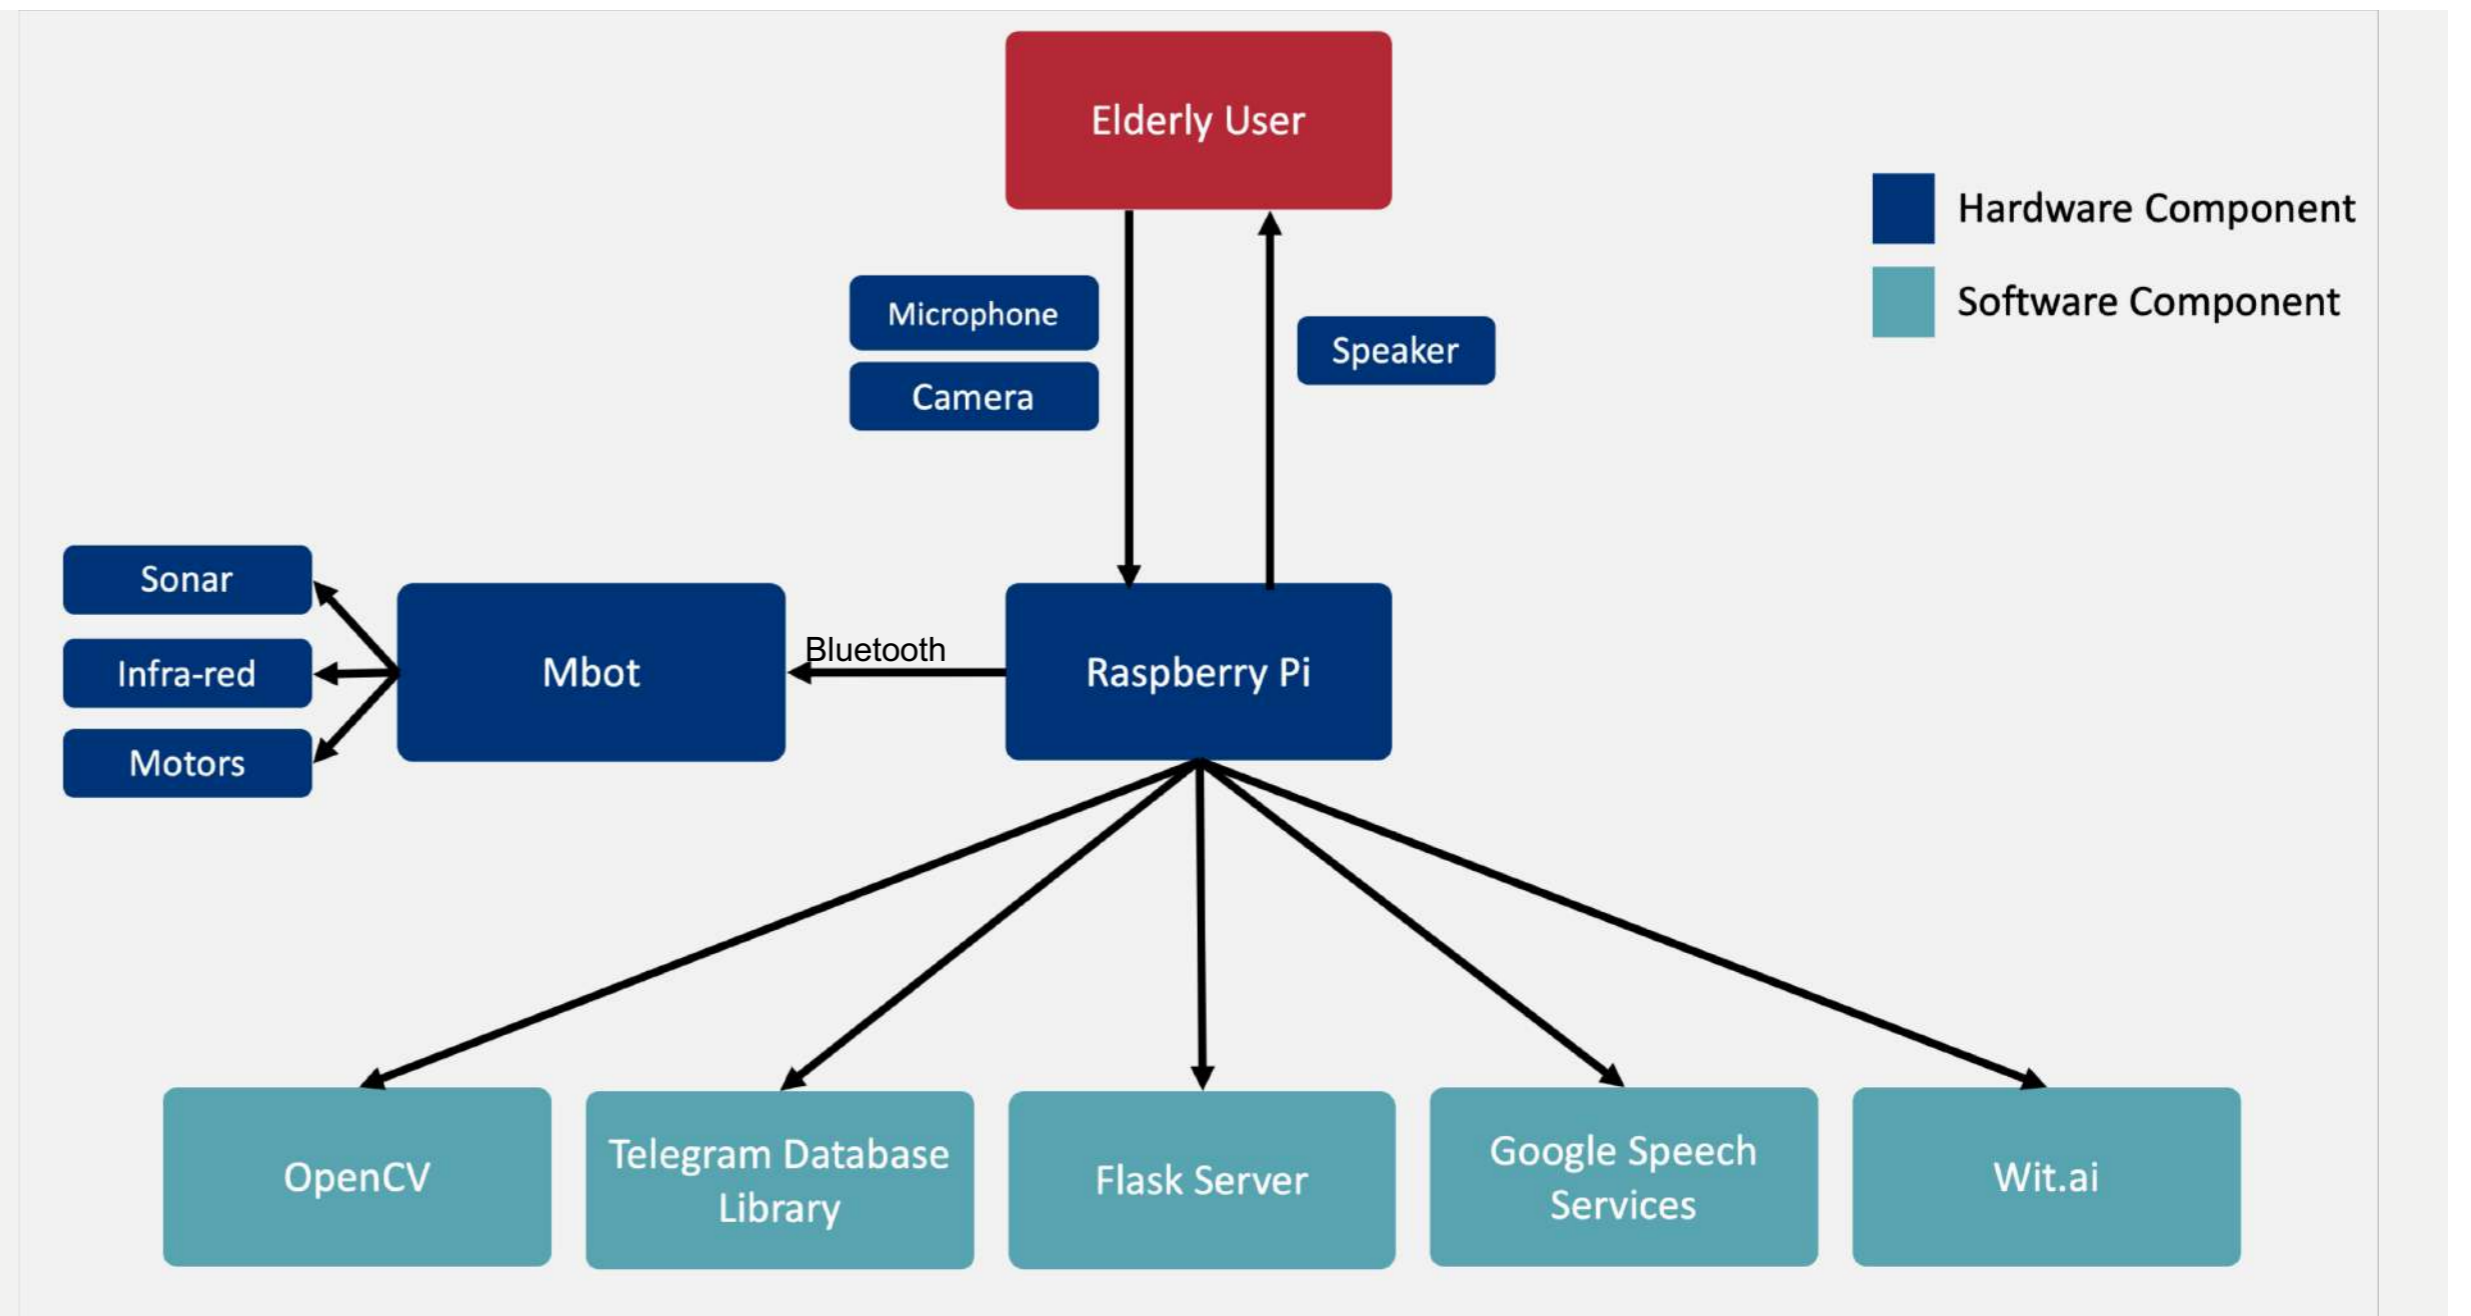 Elderly User
Hardware Component
Software Component
Microphone
Camera
Speaker
Sonar
Infra-red
Motors
Mbot
Bluetooth
Raspberry Pi
OpenCV
Telegram Database
Library
Flask Server
Google Speech
Services
Wit.ai